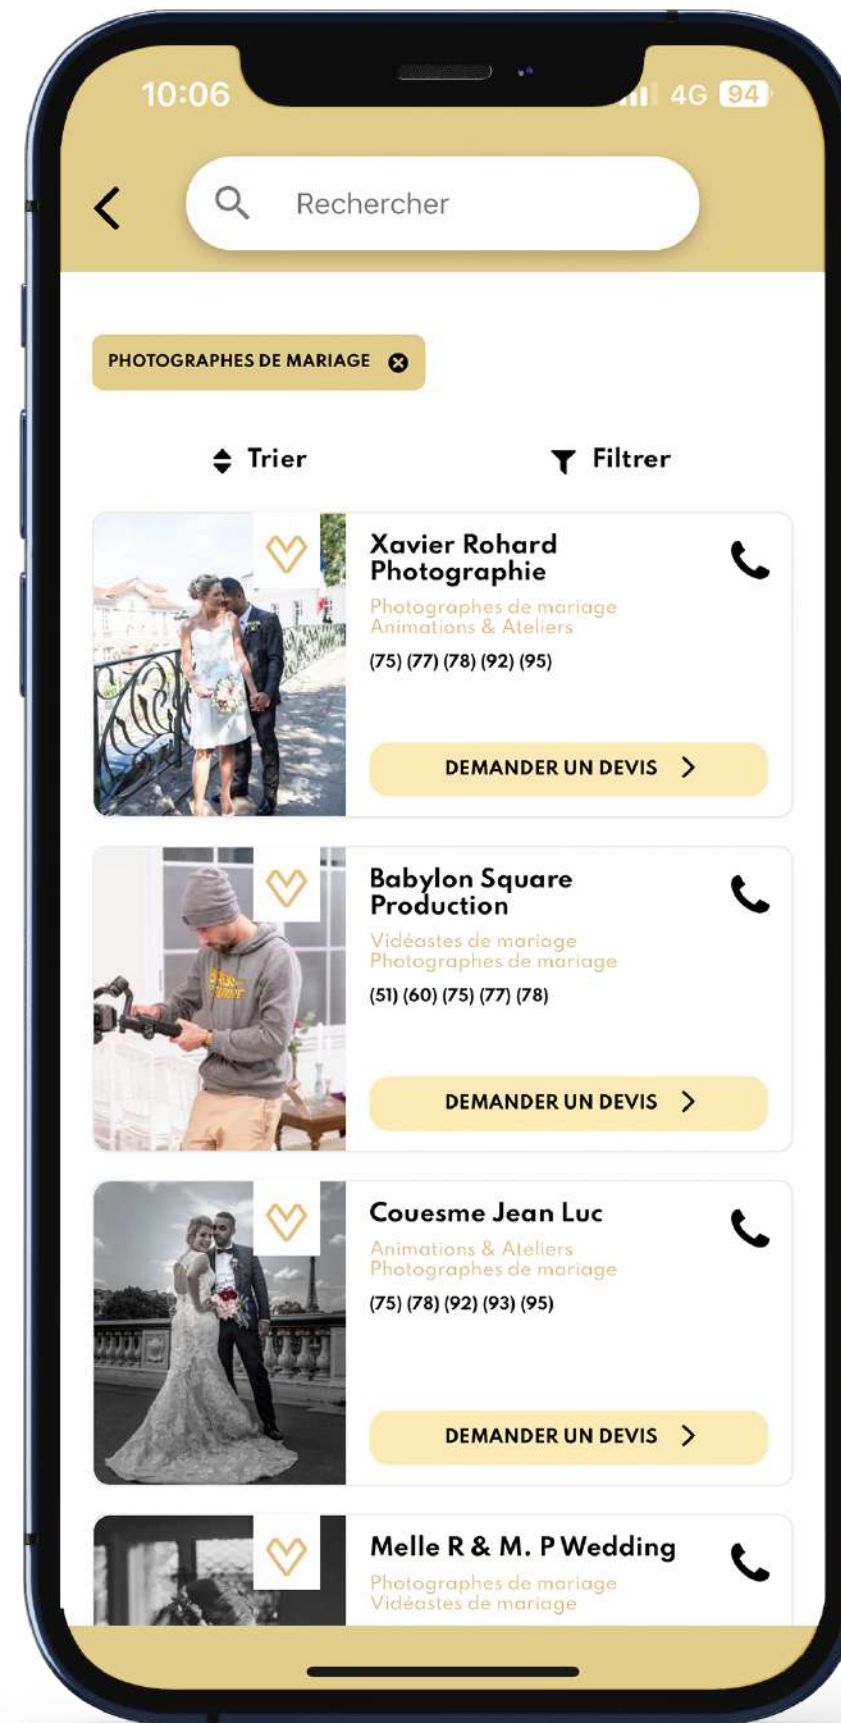 10:06
4G 94
Rechercher
PHOTOGRAPHES DE MARIAGE
Trier
Filtrer
Xavier Rohard
Photographie
Photographes de mariage
Animations & Ateliers
(75) (77) (78) (92) (95)
DEMANDER UN DEVIS
Babylon Square
Production
Vidéastes de mariage
Photographes de mariage
(51) (60) (75) (77) (78)
DEMANDER UN DEVIS
Couesme Jean Luc
Animations & Ateliers
Photographes de mariage
(75) (78) (92) (93) (95)
DEMANDER UN DEVIS
Melle R & M. P Wedding
Photographes de mariage
Vidéastes de mariage